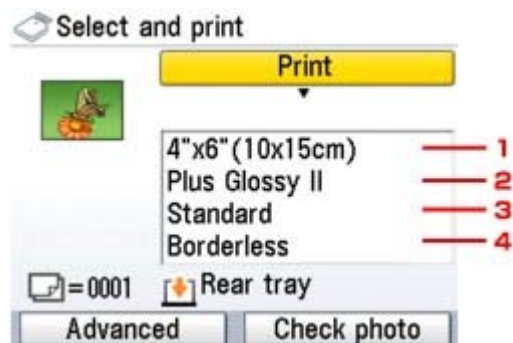 Select and print
Print
4"x6"(10x15cm) 1
Plus Glossy II 2
Standard 3
Borderless 4
=0001 Rear tray
Advanced Check photo